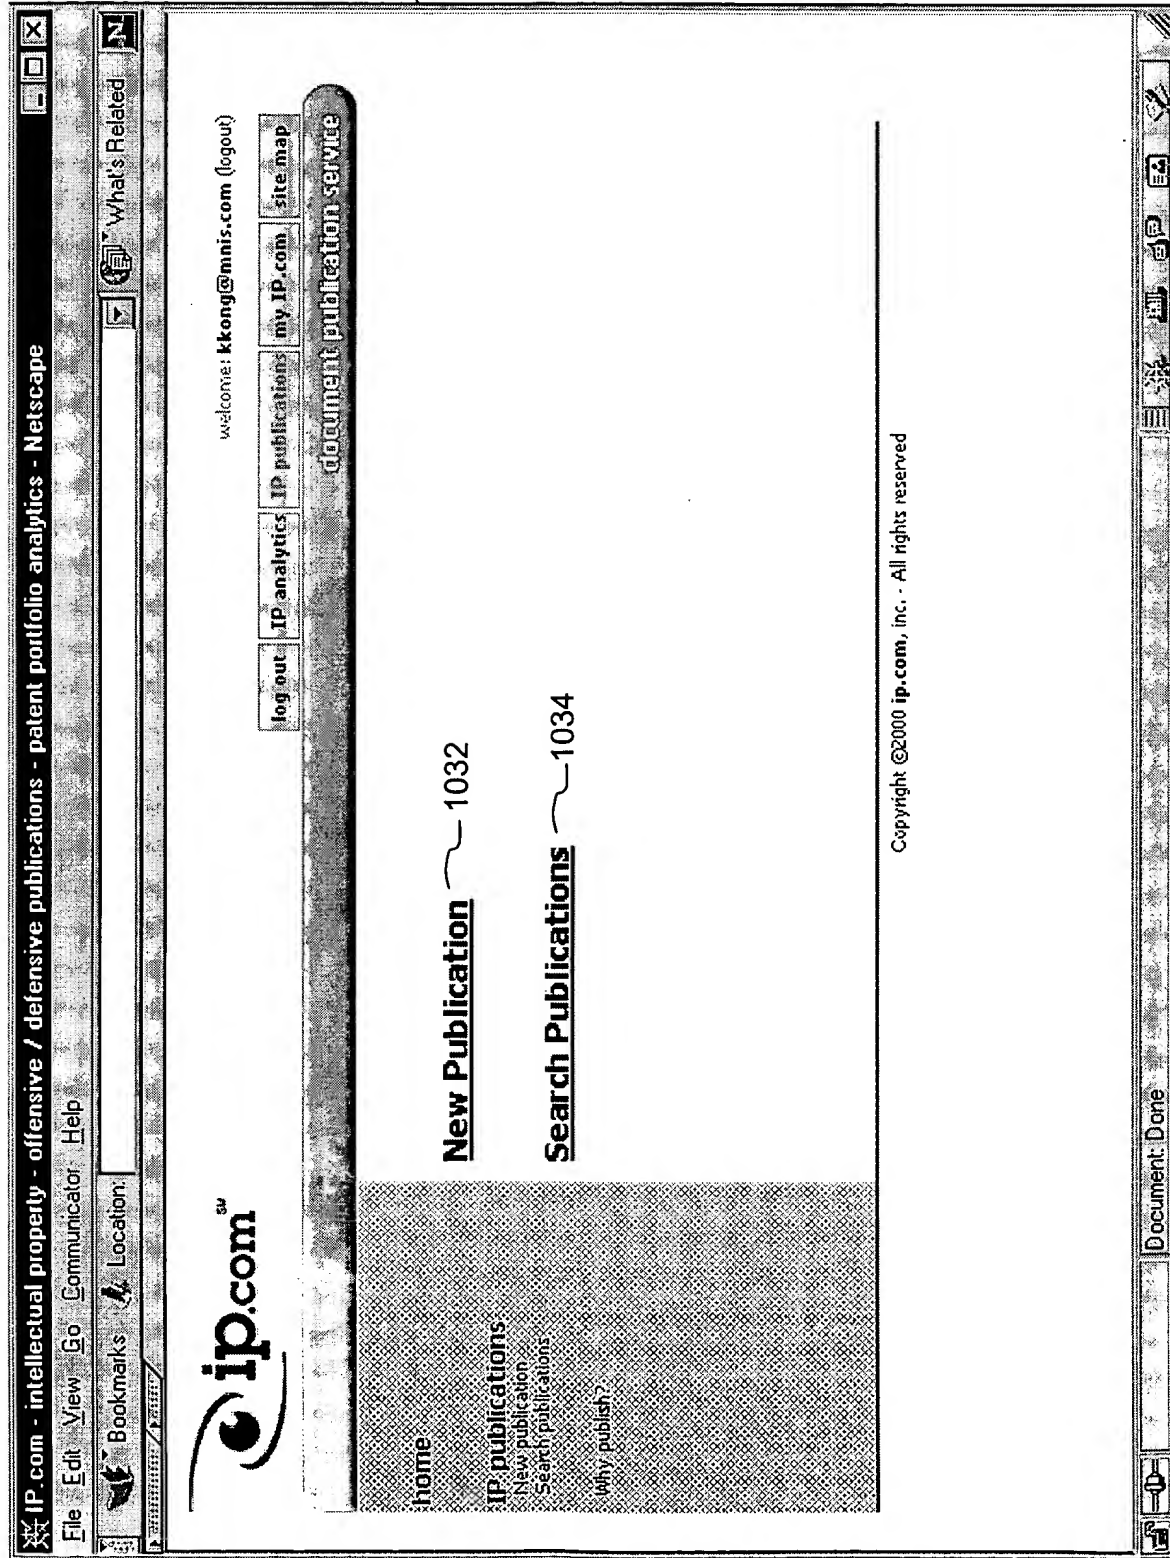 IP.com - intellectual property - offensive / defensive publications - patent portfolio analytics - Netscape
File Edit View Go Communicator Help
Bookmarks Location: What's Related N
ip.com SM
welcome: kkong@mnis.com (logout)
log out IP analytics IP publications my IP.com site map
document publication service
home
IP publications
New publication
Search publications
Why publish?
New Publication 1032
Search Publications 1034
Copyright ©2000 ip.com, inc. - All rights reserved
Document: Done